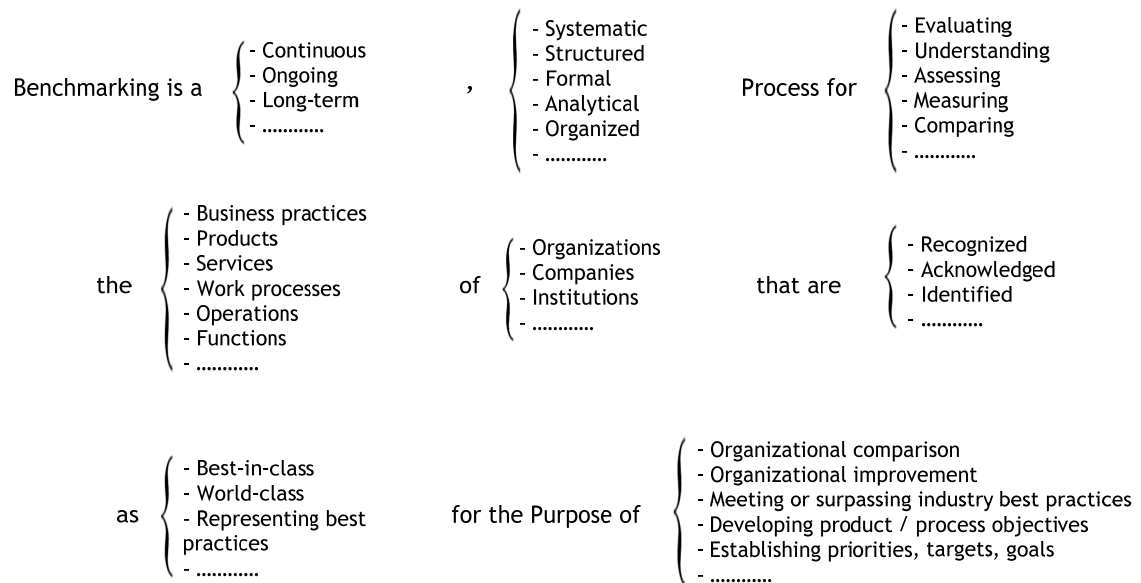 Benchmarking is a
- Continuous
- Ongoing
- Long-term
- ............
,
- Systematic
- Structured
- Formal
- Analytical
- Organized
- ............
Process for
- Evaluating
- Understanding
- Assessing
- Measuring
- Comparing
- ............
the
- Business practices
- Products
- Services
- Work processes
- Operations
- Functions
- ............
of
- Organizations
- Companies
- Institutions
- ............
that are
- Recognized
- Acknowledged
- Identified
- ............
as
- Best-in-class
- World-class
- Representing best
practices
- ............
for the Purpose of
- Organizational comparison
- Organizational improvement
- Meeting or surpassing industry best practices
- Developing product / process objectives
- Establishing priorities, targets, goals
- ............